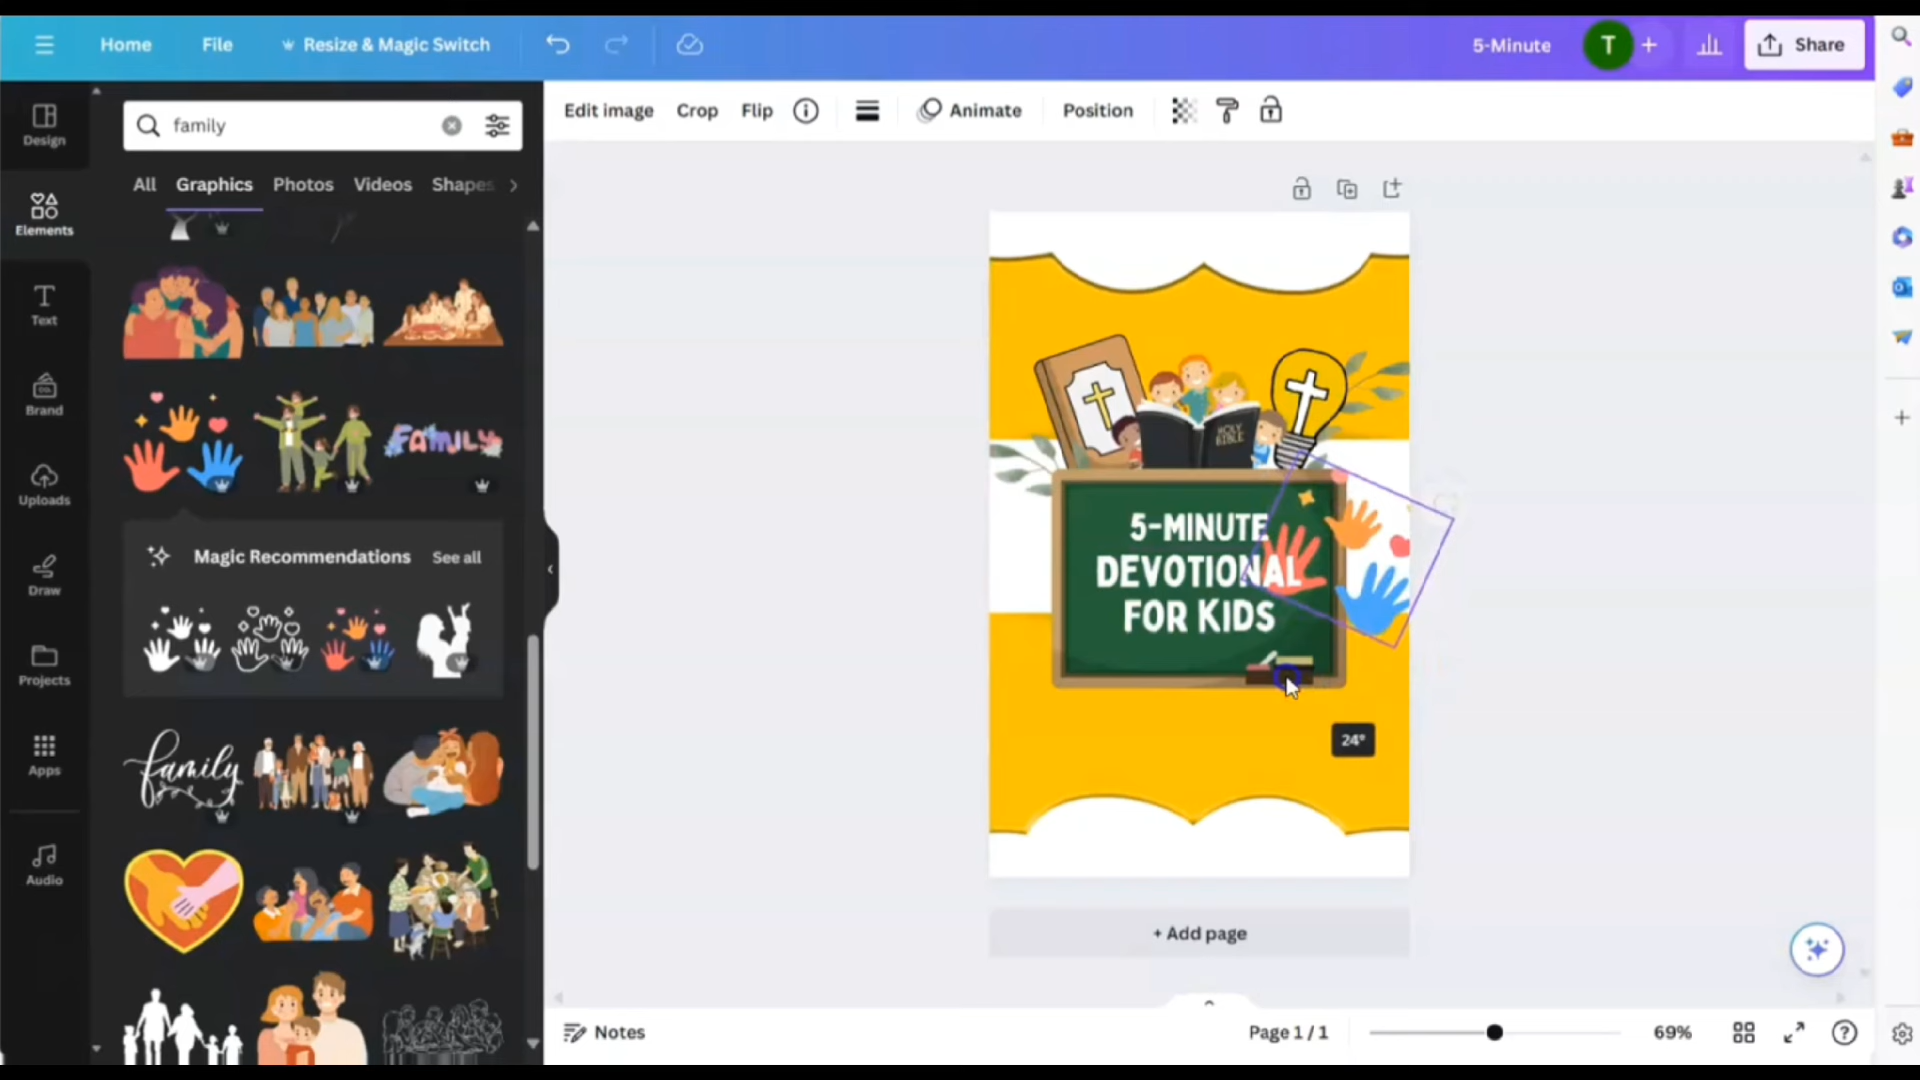 Home File Resize & Magic Switch 5-Minute T + Share
Design
Elements
Text
Brand
Uploads
Draw
Projects
Apps
Audio
family
All Graphics Photos Videos Shapes
FAMILY
Magic Recommendations See all
family
Edit image Crop Flip Animate Position
HOLY
BIBLE
5-MINUTE
DEVOTIONAL
FOR KIDS
24°
+ Add page
Notes
Page 1 / 1
69%